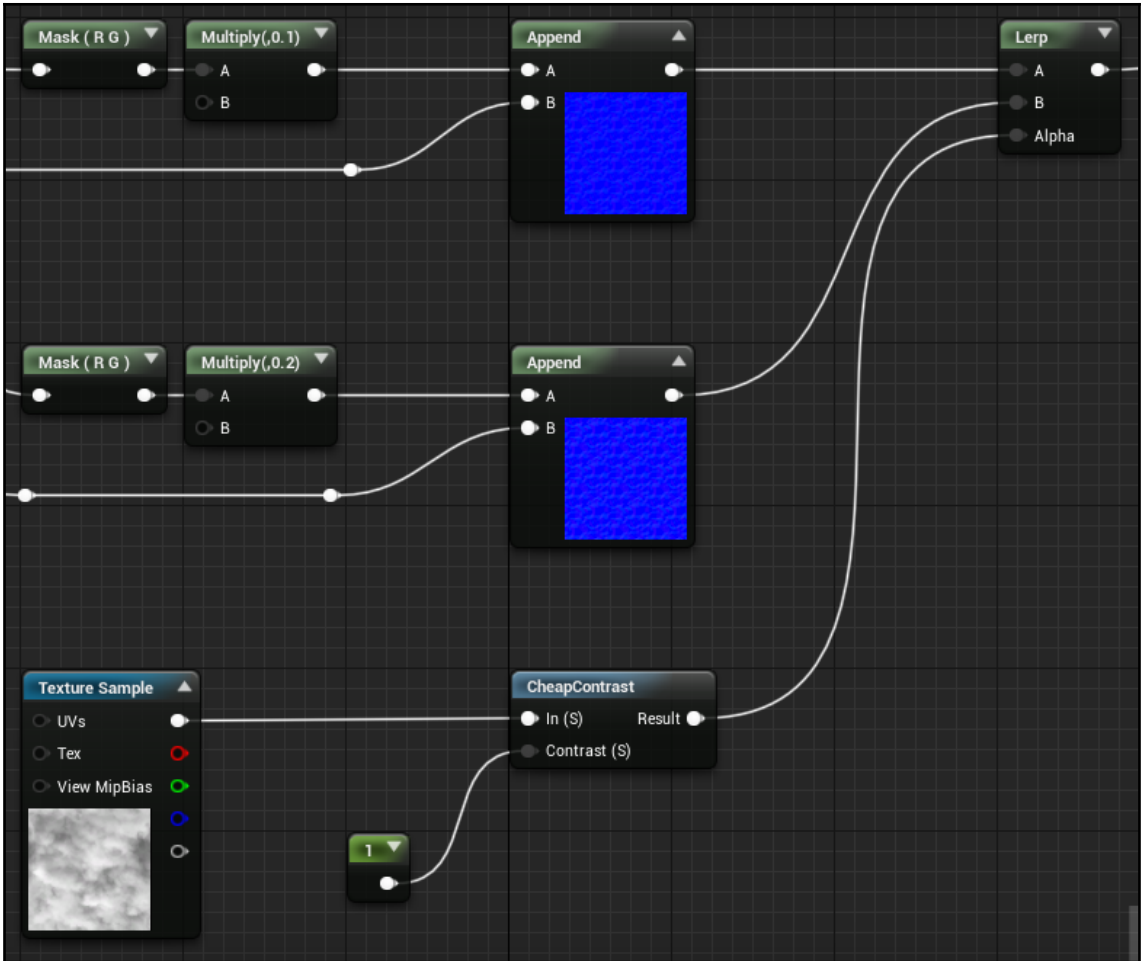 Mask ( R G )
Multiply(,0.1)
A
B
Append
A
B
Lerp
A
B
Alpha
Mask ( R G )
Multiply(,0.2)
A
B
Append
A
B
Texture Sample
UVs
Tex
View MipBias
CheapContrast
In (S) Result
Contrast (S)
1